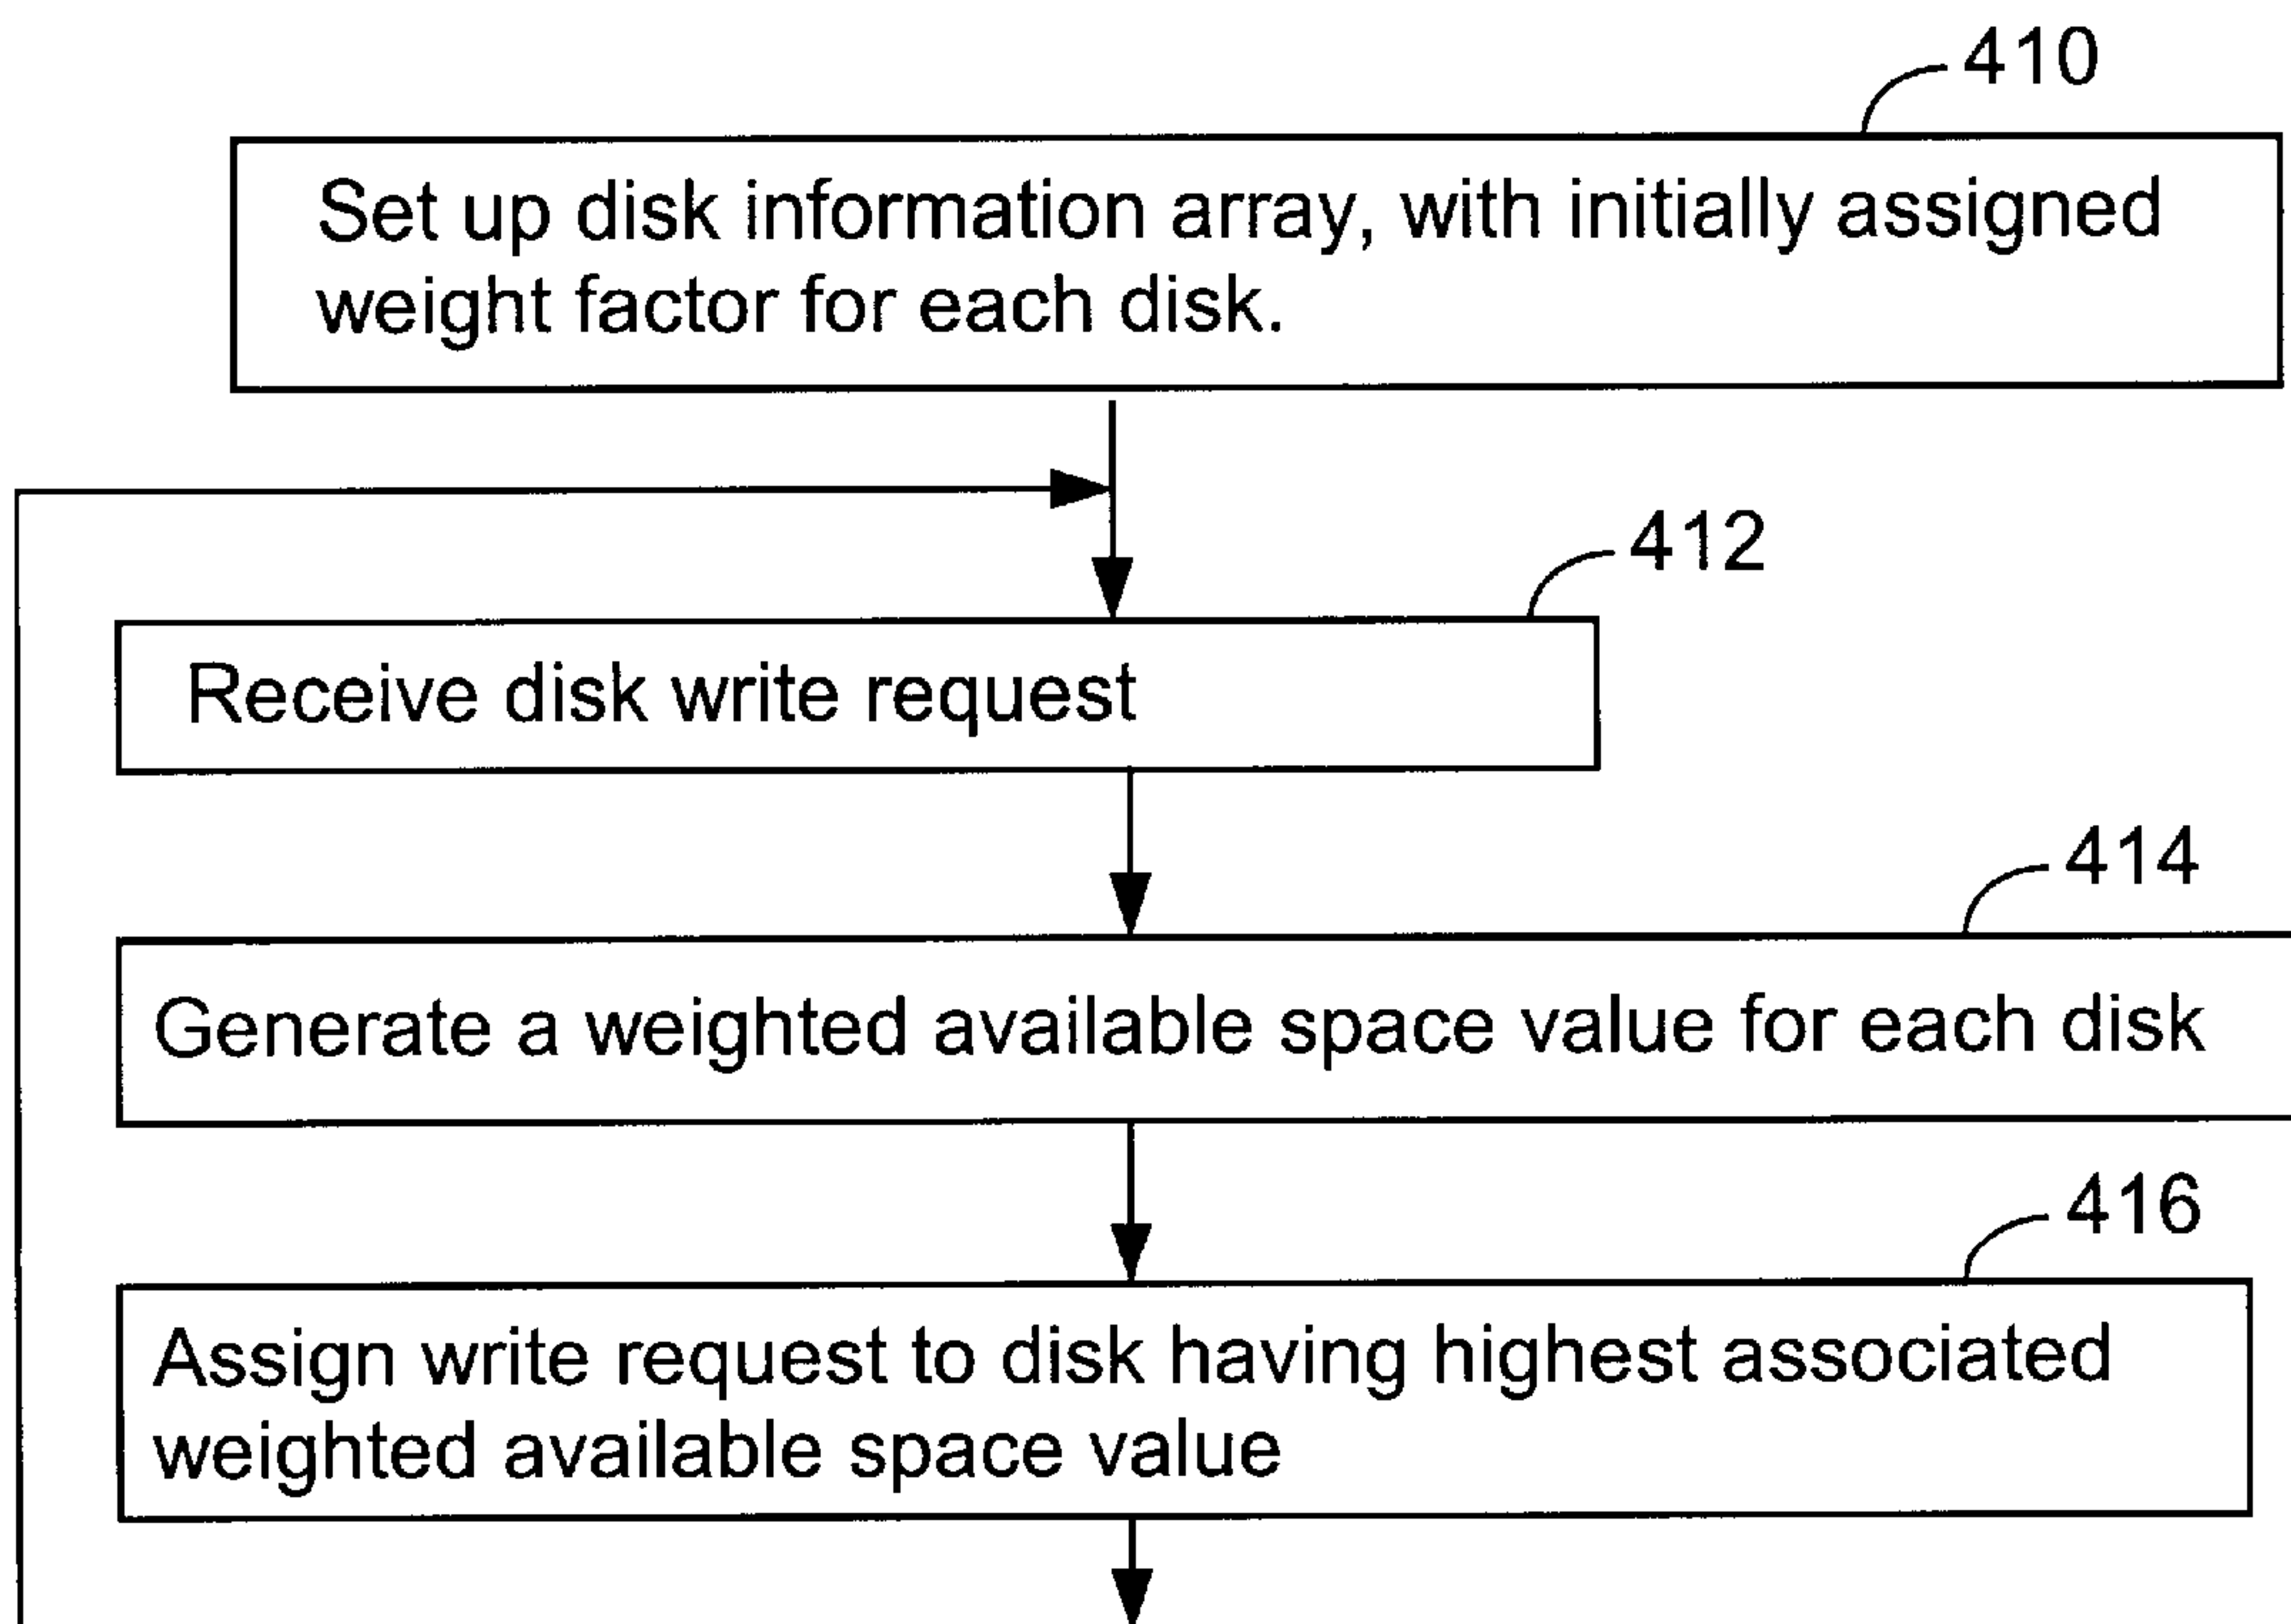 410
Set up disk information array, with initially assigned
weight factor for each disk.
412
Receive disk write request
414
Generate a weighted available space value for each disk
416
Assign write request to disk having highest associated
weighted available space value